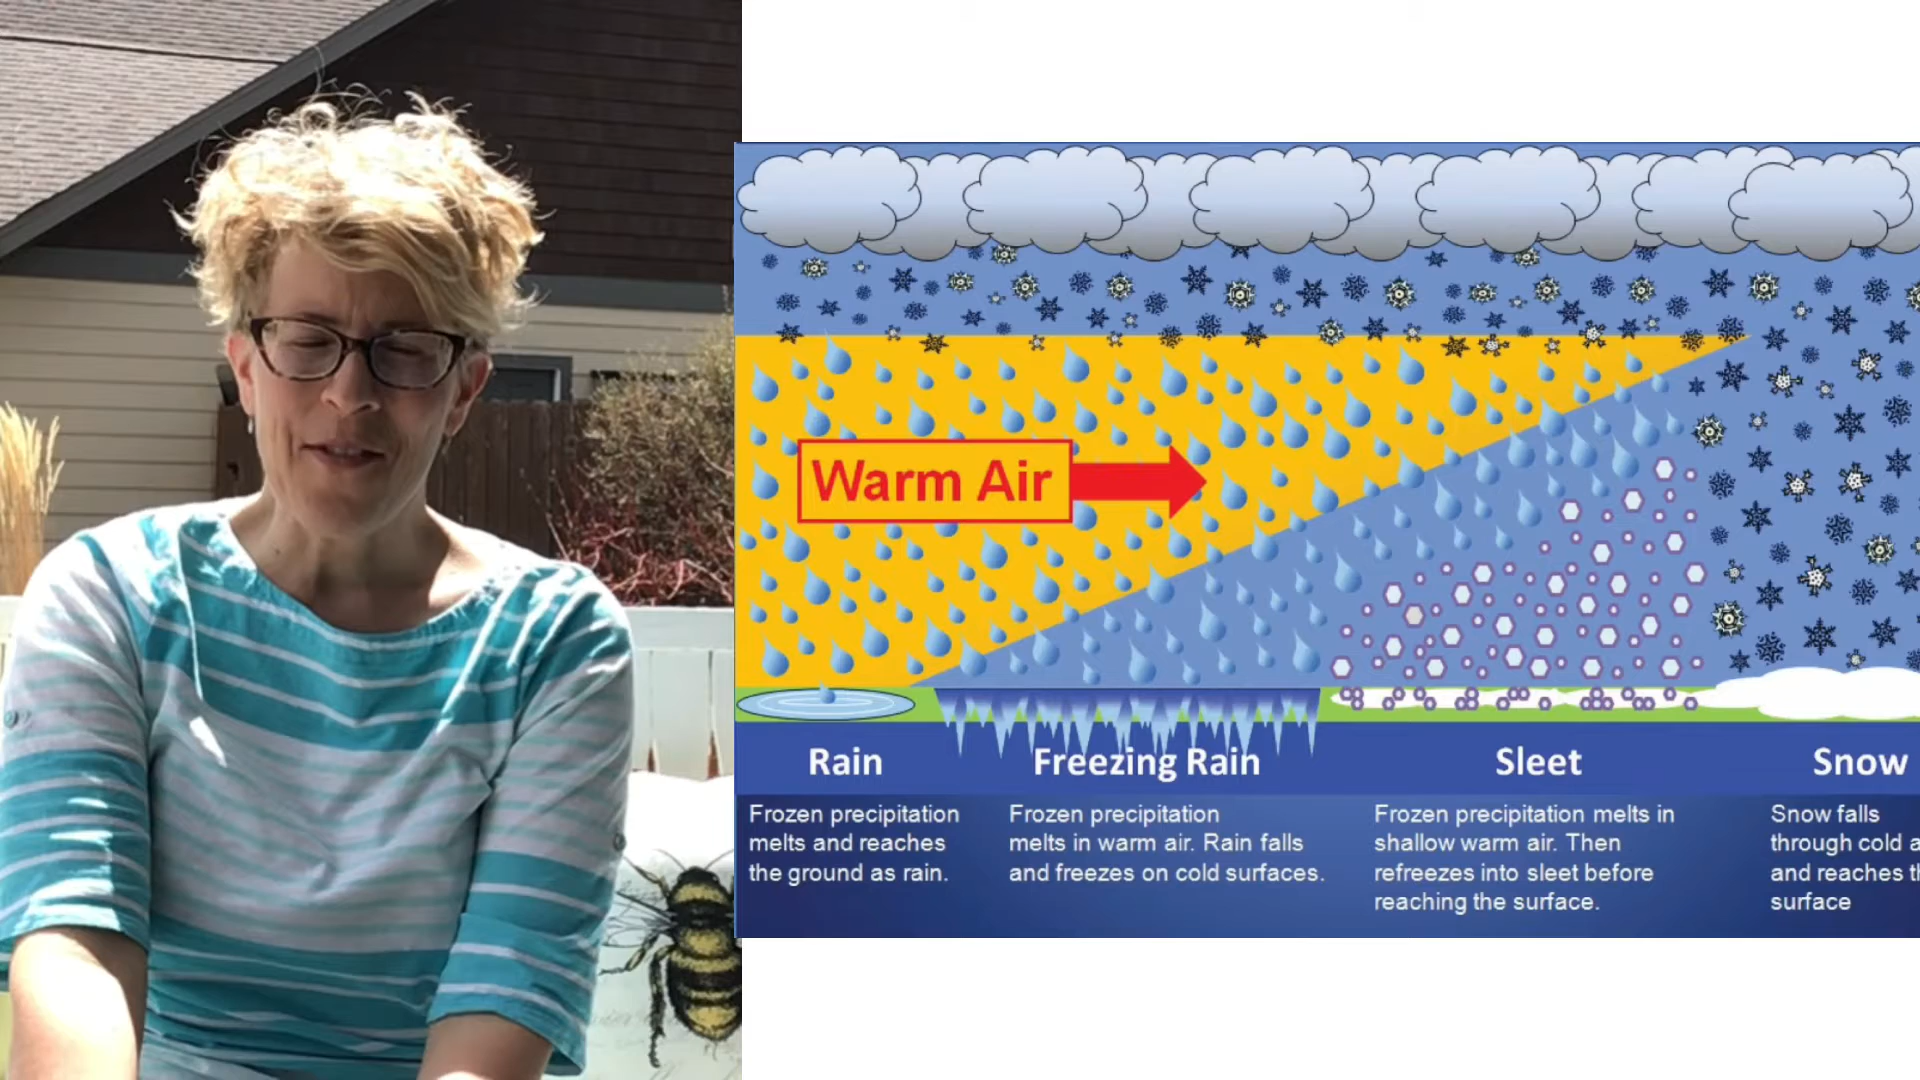 Warm Air
Rain
Frozen precipitation
melts and reaches
the ground as rain.
Freezing Rain
Frozen precipitation
melts in warm air. Rain falls
and freezes on cold surfaces.
Sleet
Frozen precipitation melts in
shallow warm air. Then
refreezes into sleet before
reaching the surface.
Snow
Snow falls
through cold
and reaches
surface